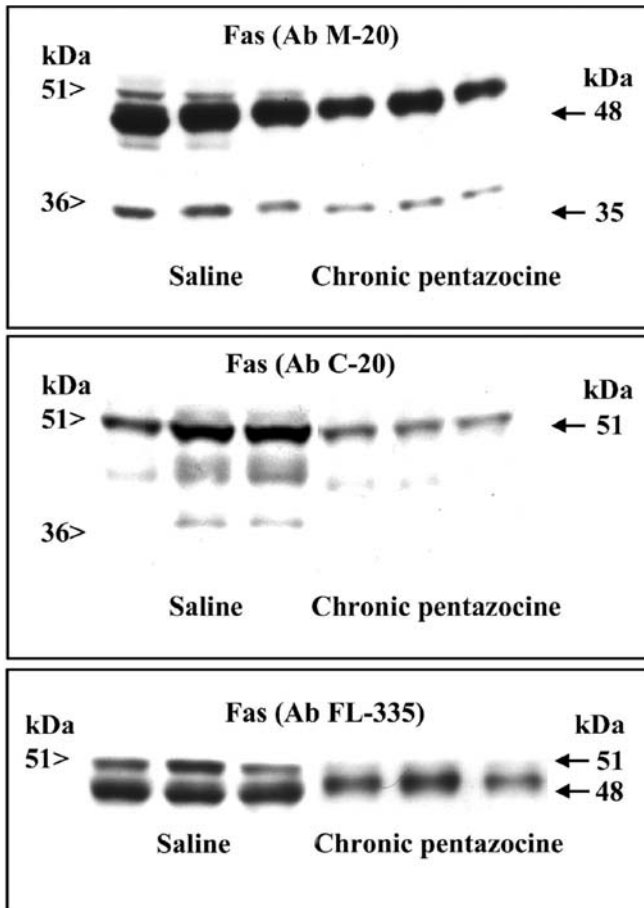 Fas (Ab M-20)
kDa
kDa
51>
48
36>
35
Saline Chronic pentazocine
Fas (Ab C-20)
kDa
kDa
51>
51
36>
Saline Chronic pentazocine
Fas (Ab FL-335)
kDa
kDa
51>
51
48
Saline Chronic pentazocine